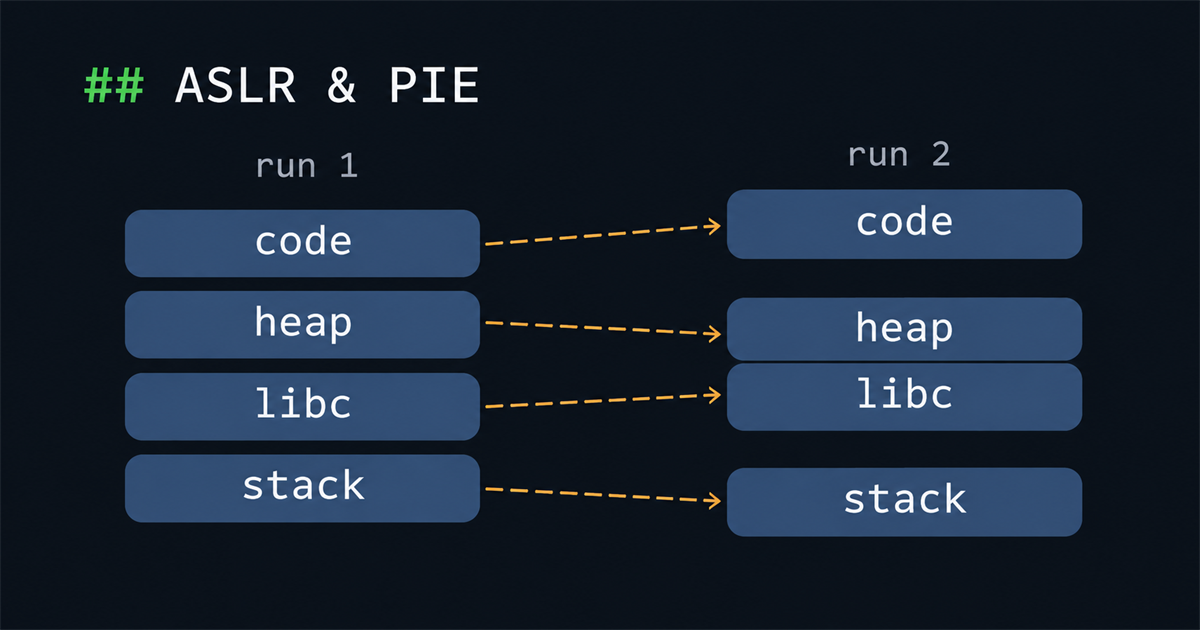 ## ASLR & PIE
run 1
code
heap
libc
stack
run 2
code
heap
libc
stack